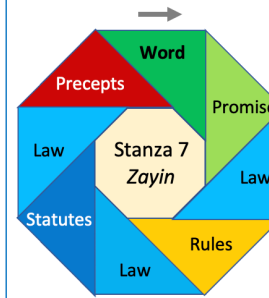 Word
Precepts
Promise
Law
Stanza 7
Zayin
Law
Statutes
Rules
Law